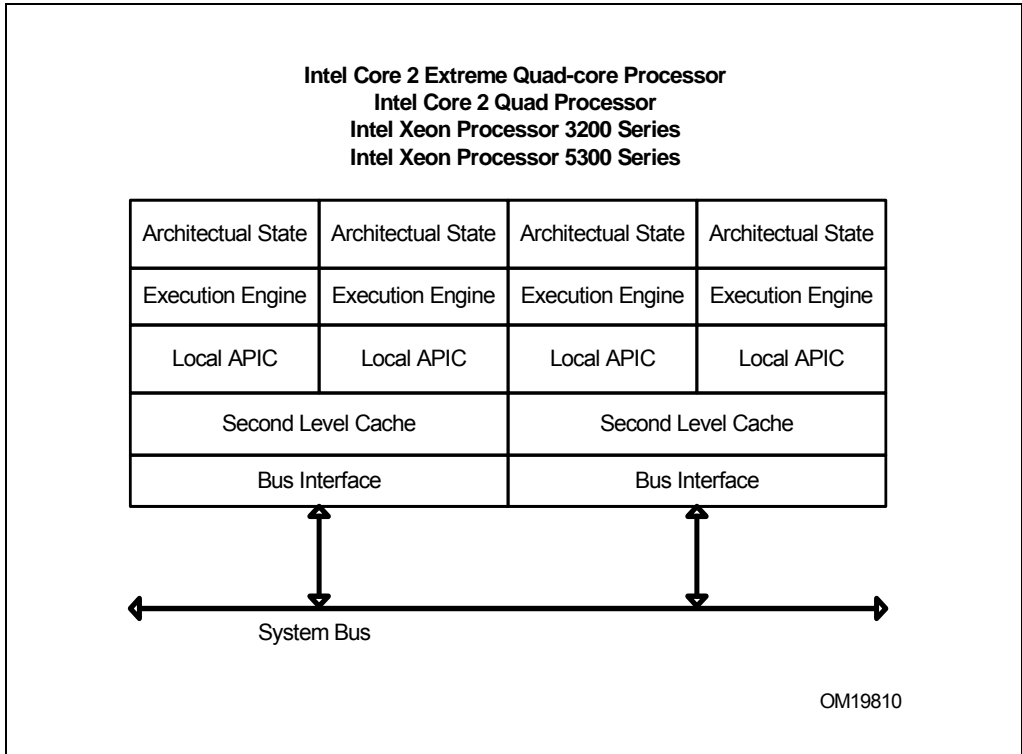 Intel Core 2 Extreme Quad-core Processor
Intel Core 2 Quad Processor
Intel Xeon Processor 3200 Series
Intel Xeon Processor 5300 Series
Architectual State Architectual State Architectual State Architectual State
Execution Engine Execution Engine Execution Engine Execution Engine
Local APIC Local APIC Local APIC Local APIC
Second Level Cache Second Level Cache
Bus Interface Bus Interface
System Bus
OM19810